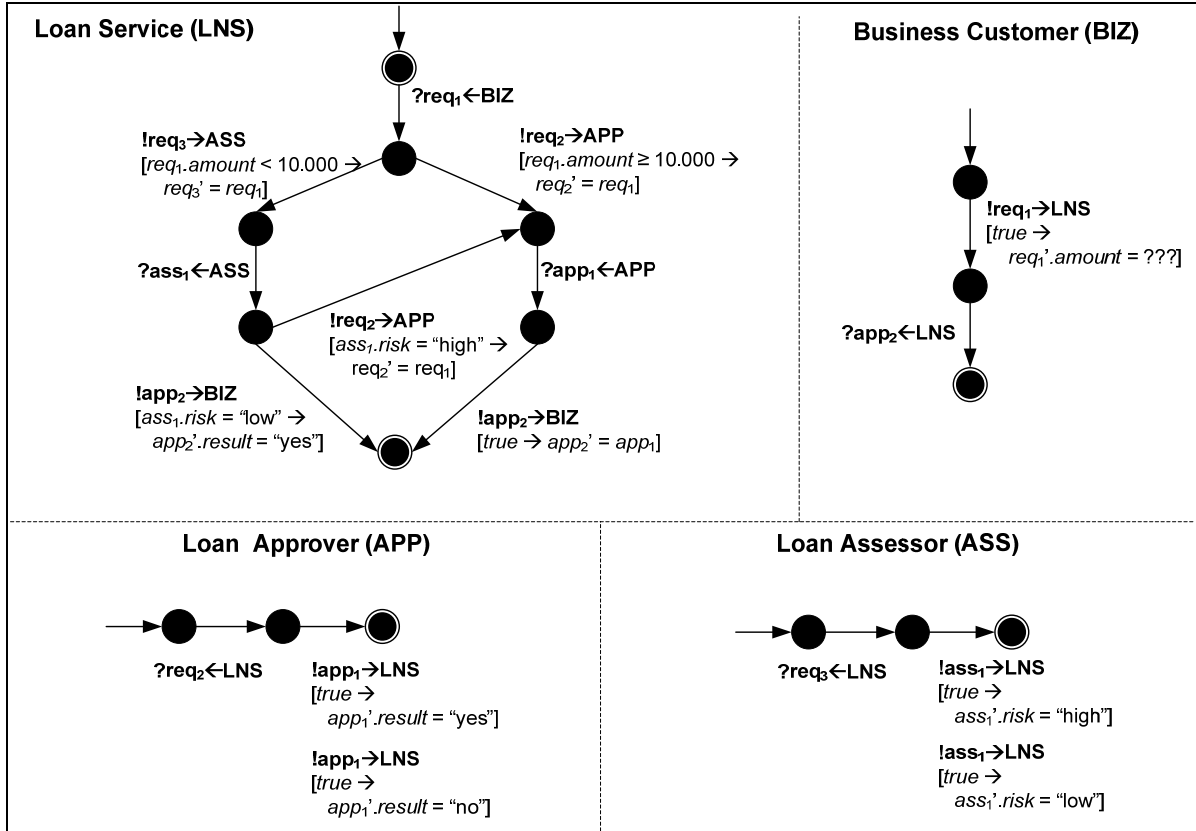 Loan Service (LNS)
?req₁←BIZ
!req₃→ASS
[req₁.amount < 10.000 →
req₃' = req₁]
!req₂→APP
[req₁.amount ≥ 10.000 →
req₂' = req₁]
?ass₁←ASS
?app₁←APP
!req₂→APP
[ass₁.risk = “high” →
req₂' = req₁]
!app₂→BIZ
[ass₁.risk = “low” →
app₂'.result = “yes”]
!app₂→BIZ
[true → app₂' = app₁]
Business Customer (BIZ)
!req₁→LNS
[true →
req₁'.amount = ???]
?app₂←LNS
Loan Approver (APP)
?req₂←LNS
!app₁→LNS
[true →
app₁'.result = “yes”]
!app₁→LNS
[true →
app₁'.result = “no”]
Loan Assessor (ASS)
?req₃←LNS
!ass₁→LNS
[true →
ass₁'.risk = “high”]
!ass₁→LNS
[true →
ass₁'.risk = “low”]